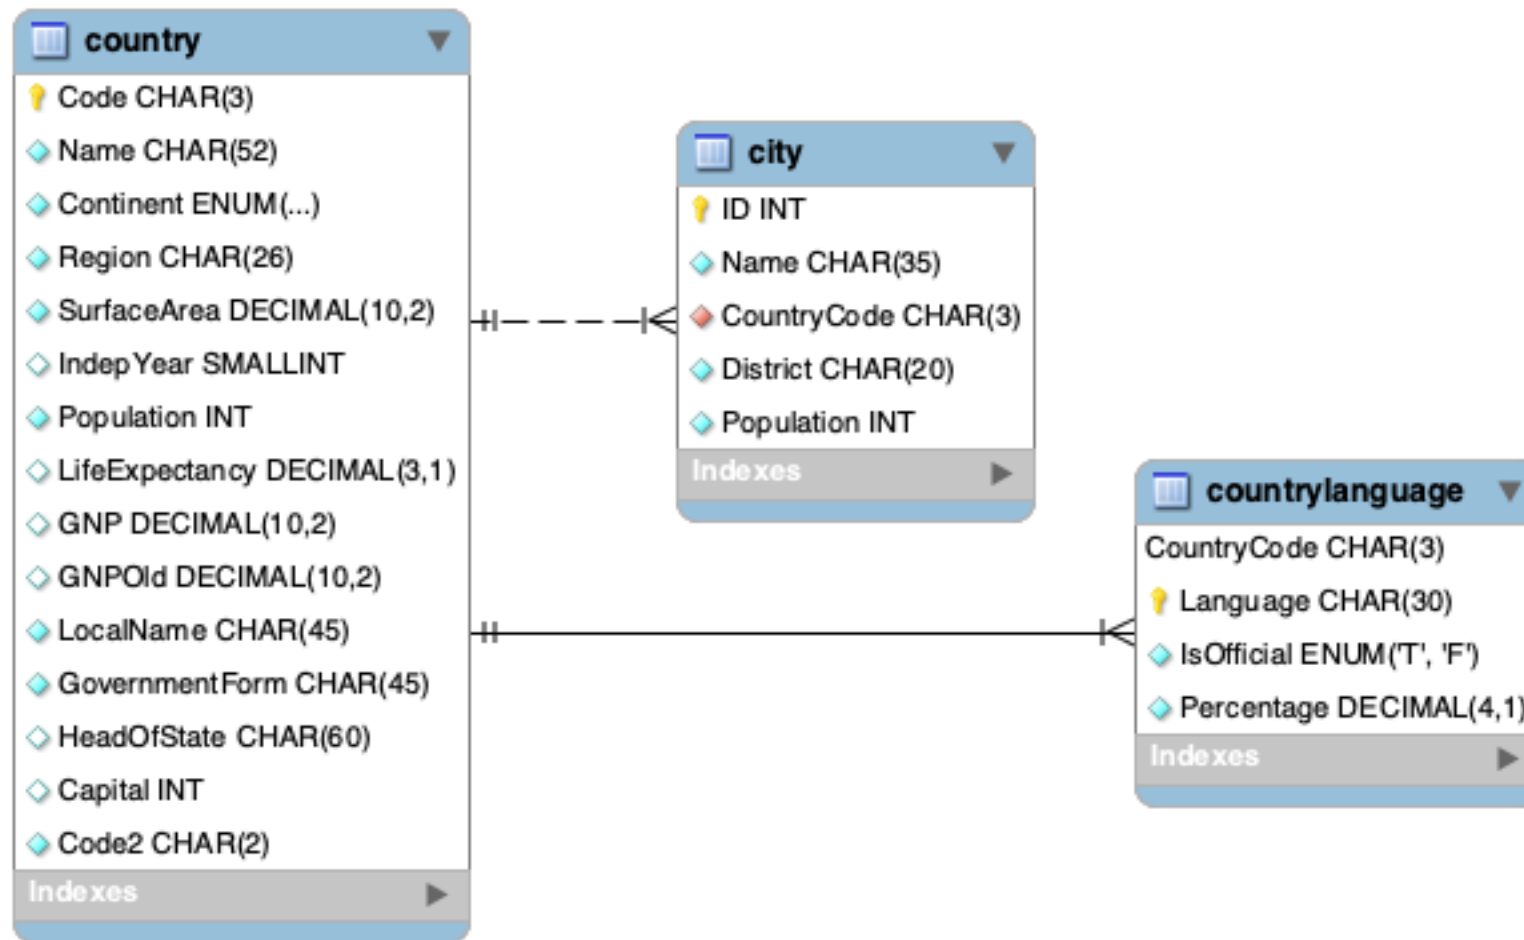 country
Code CHAR(3)
Name CHAR(52)
Continent ENUM(...)
Region CHAR(26)
SurfaceArea DECIMAL(10,2)
IndepYear SMALLINT
Population INT
LifeExpectancy DECIMAL(3,1)
GNP DECIMAL(10,2)
GNPOld DECIMAL(10,2)
LocalName CHAR(45)
GovernmentForm CHAR(45)
HeadOfState CHAR(60)
Capital INT
Code2 CHAR(2)
Indexes
city
ID INT
Name CHAR(35)
CountryCode CHAR(3)
District CHAR(20)
Population INT
Indexes
countrylanguage
CountryCode CHAR(3)
Language CHAR(30)
IsOfficial ENUM('T', 'F')
Percentage DECIMAL(4,1)
Indexes